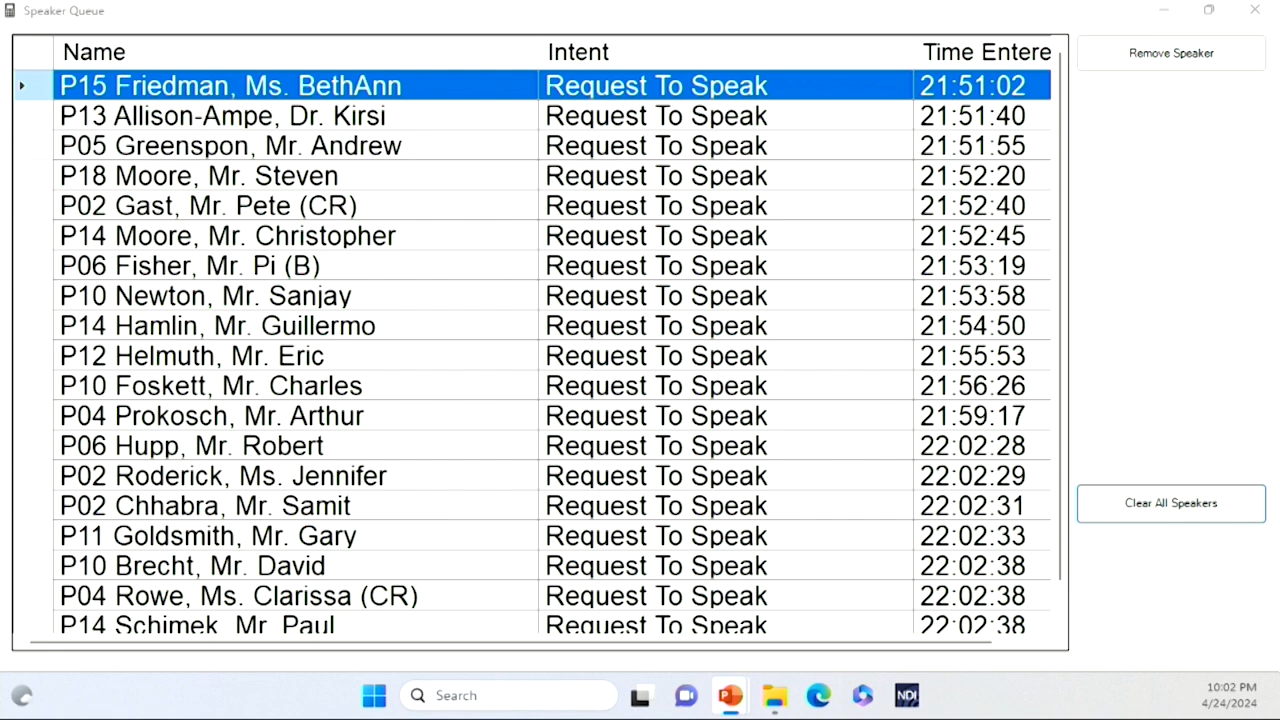 Speaker Queue
Name Intent Time Entere
P15 Friedman, Ms. BethAnn Request To Speak 21:51:02
P13 Allison-Ampe, Dr. Kirsi Request To Speak 21:51:40
P05 Greenspon, Mr. Andrew Request To Speak 21:51:55
P18 Moore, Mr. Steven Request To Speak 21:52:20
P02 Gast, Mr. Pete (CR) Request To Speak 21:52:40
P14 Moore, Mr. Christopher Request To Speak 21:52:45
P06 Fisher, Mr. Pi (B) Request To Speak 21:53:19
P10 Newton, Mr. Sanjay Request To Speak 21:53:58
P14 Hamlin, Mr. Guillermo Request To Speak 21:54:50
P12 Helmuth, Mr. Eric Request To Speak 21:55:53
P10 Foskett, Mr. Charles Request To Speak 21:56:26
P04 Prokosch, Mr. Arthur Request To Speak 21:59:17
P06 Hupp, Mr. Robert Request To Speak 22:02:28
P02 Roderick, Ms. Jennifer Request To Speak 22:02:29
P02 Chhabra, Mr. Samit Request To Speak 22:02:31
P11 Goldsmith, Mr. Gary Request To Speak 22:02:33
P10 Brecht, Mr. David Request To Speak 22:02:38
P04 Rowe, Ms. Clarissa (CR) Request To Speak 22:02:38
P14 Schimek, Mr. Paul Request To Speak 22:02:38
Remove Speaker
Clear All Speakers
Search
NDI
10:02 PM
4/24/2024